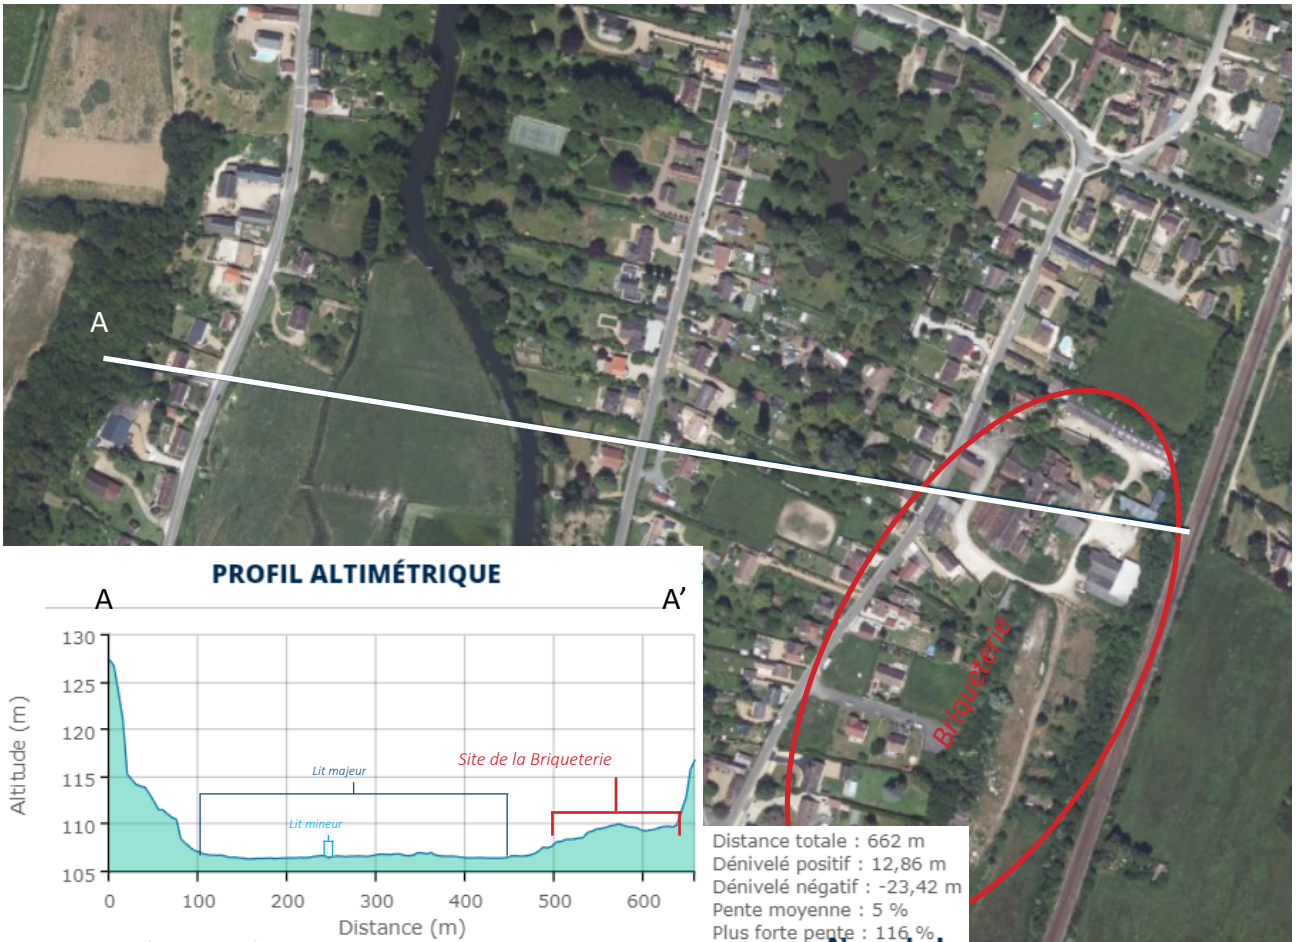 A
Briqueterie
PROFIL ALTIMÉTRIQUE
A
A’
130
125
120
115
110
105
Altitude (m)
Lit majeur
Lit mineur
Site de la Briqueterie
0
100
200
300
400
500
600
Distance (m)
Distance totale : 662 m
Dénivelé positif : 12,86 m
Dénivelé négatif : -23,42 m
Pente moyenne : 5 %
Plus forte pente : 116 %